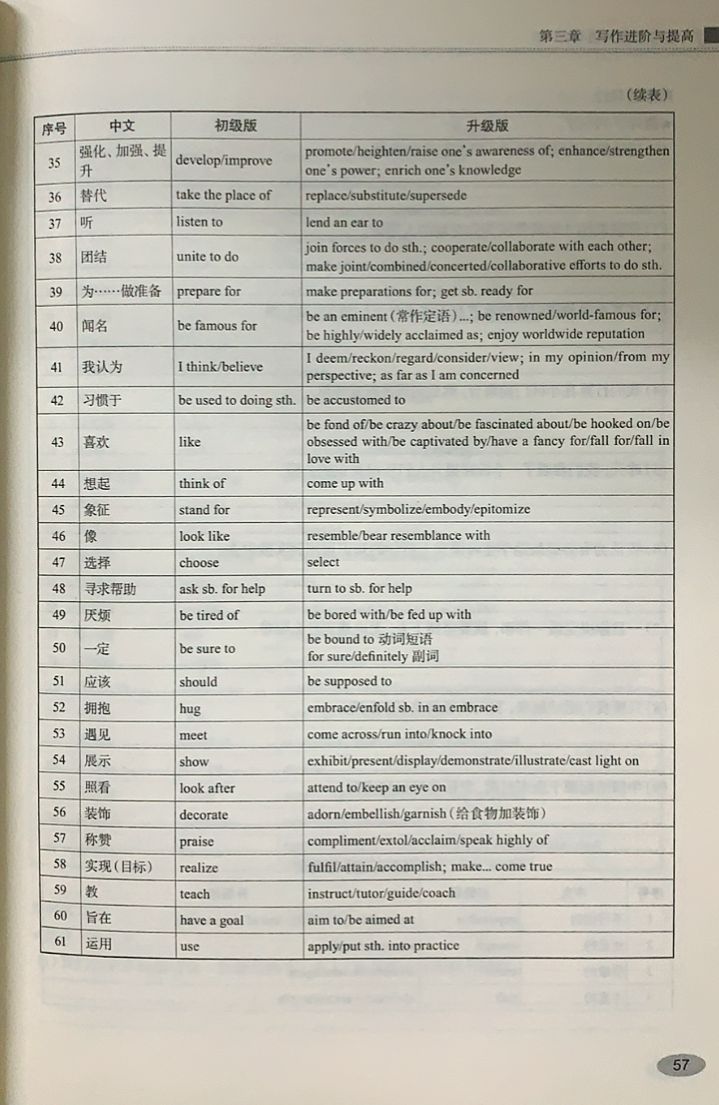 第三章 写作进阶与提高
(续表)
序号 中文 初级版 升级版
35 强化、加强、提升 develop/improve promote/heighten/raise one's awareness of; enhance/strengthen one's power; enrich one's knowledge
36 替代 take the place of replace/substitute/supersede
37 听 listen to lend an ear to
38 团结 unite to do join forces to do sth.; cooperate/collaborate with each other; make joint/combined/concerted/collaborative efforts to do sth.
39 为……做准备 prepare for make preparations for; get sb. ready for
40 闻名 be famous for be an eminent (常作定语)...; be renowned/world-famous for; be highly/widely acclaimed as; enjoy worldwide reputation
41 我认为 I think/believe I deem/reckon/regard/consider/view; in my opinion/from my perspective; as far as I am concerned
42 习惯于 be used to doing sth. be accustomed to
43 喜欢 like be fond of/be crazy about/be fascinated about/be hooked on/be obsessed with/be captivated by/have a fancy for/fall for/fall in love with
44 想起 think of come up with
45 象征 stand for represent/symbolize/embody/epitomize
46 像 look like resemble/bear resemblance with
47 选择 choose select
48 寻求帮助 ask sb. for help turn to sb. for help
49 厌烦 be tired of be bored with/be fed up with
50 一定 be sure to be bound to 动词短语
for sure/definitely 副词
51 应该 should be supposed to
52 拥抱 hug embrace/enfold sb. in an embrace
53 遇见 meet come across/run into/knock into
54 展示 show exhibit/present/display/demonstrate/illustrate/cast light on
55 照看 look after attend to/keep an eye on
56 装饰 decorate adorn/embellish/garnish (给食物加装饰)
57 称赞 praise compliment/extol/acclaim/speak highly of
58 实现(目标) realize fulfil/attain/accomplish; make... come true
59 教 teach instruct/tutor/guide/coach
60 旨在 have a goal aim to/be aimed at
61 运用 use apply/put sth. into practice
57